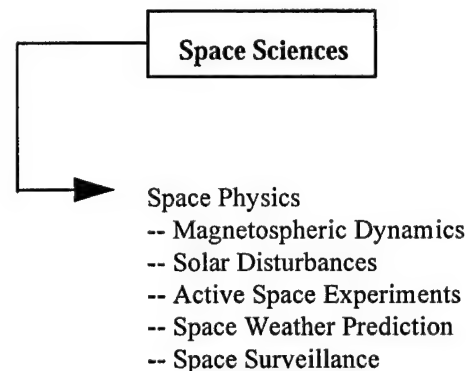 Space Sciences
Space Physics
-- Magnetospheric Dynamics
-- Solar Disturbances
-- Active Space Experiments
-- Space Weather Prediction
-- Space Surveillance